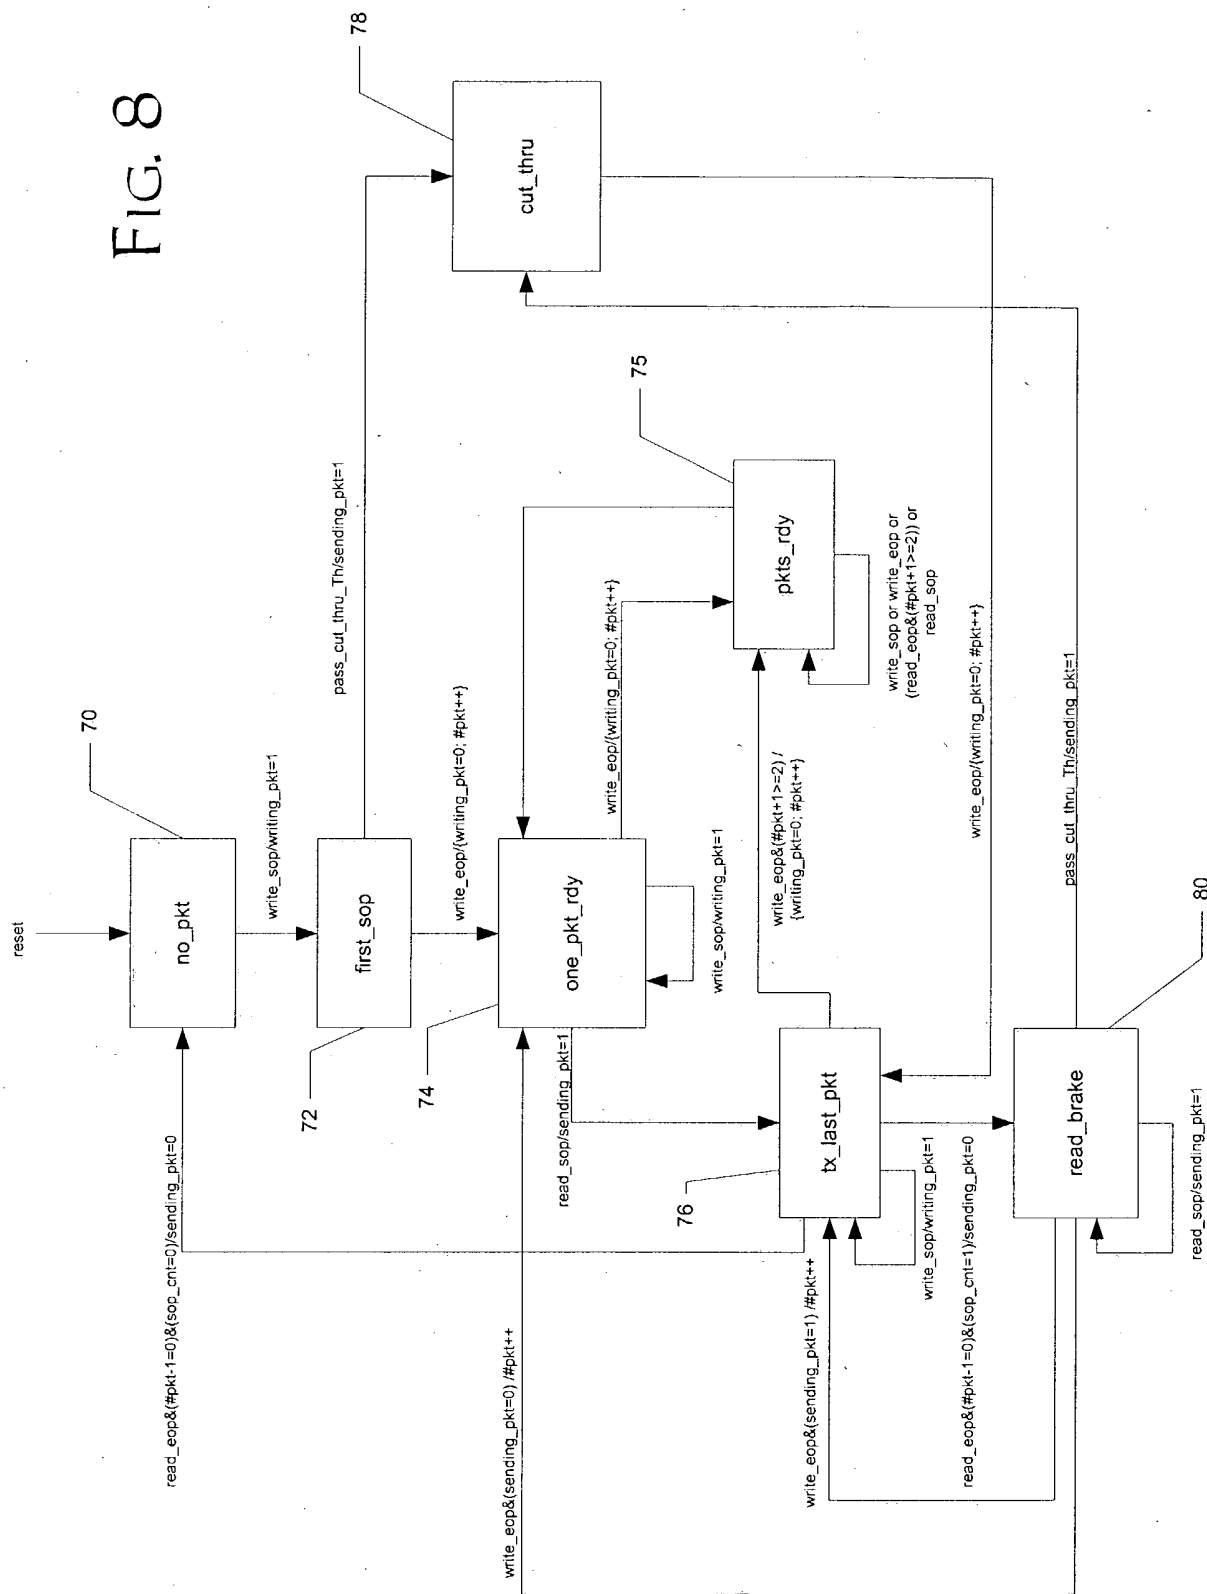 FIG. 8
reset
no_pkt
70
write_sop/writing_pkt=1
first_sop
72
pass_cut_thru_Th/sending_pkt=1
cut_thru
78
write_eop/{writing_pkt=0; #pkt++}
one_pkt_rdy
74
write_sop/writing_pkt=1
write_eop/{writing_pkt=0; #pkt++}
pkts_rdy
75
write_sop or write_eop or
{read_eop&(#pkt+1>=2)} or
read_sop
read_sop/sending_pkt=1
write_eop&(#pkt+1>=2) /
{writing_pkt=0; #pkt++}
tx_last_pkt
76
write_sop/writing_pkt=1
write_eop/{writing_pkt=0; #pkt++}
read_eop&(#pkt-1=0)&(sop_cnt=0)/sending_pkt=0
write_eop&(sending_pkt=0) /#pkt++
write_eop&(sending_pkt=1) /#pkt++
read_eop&(#pkt-1=0)&(sop_cnt=1)/sending_pkt=0
read_brake
80
pass_cut_thru_Th/sending_pkt=1
read_sop/sending_pkt=1